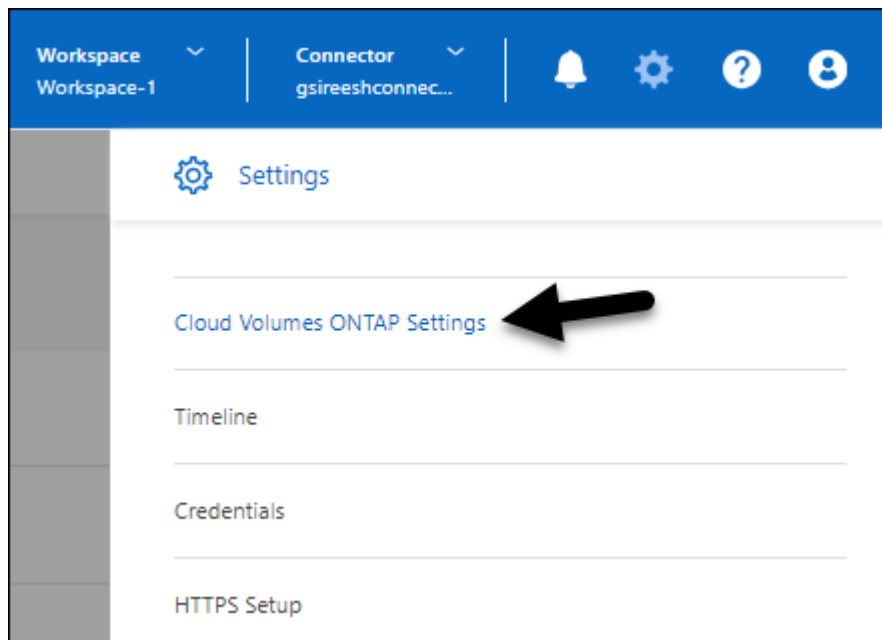 Workspace
Workspace-1
Connector
gsireeshconnec...
Settings
Cloud Volumes ONTAP Settings
Timeline
Credentials
HTTPS Setup